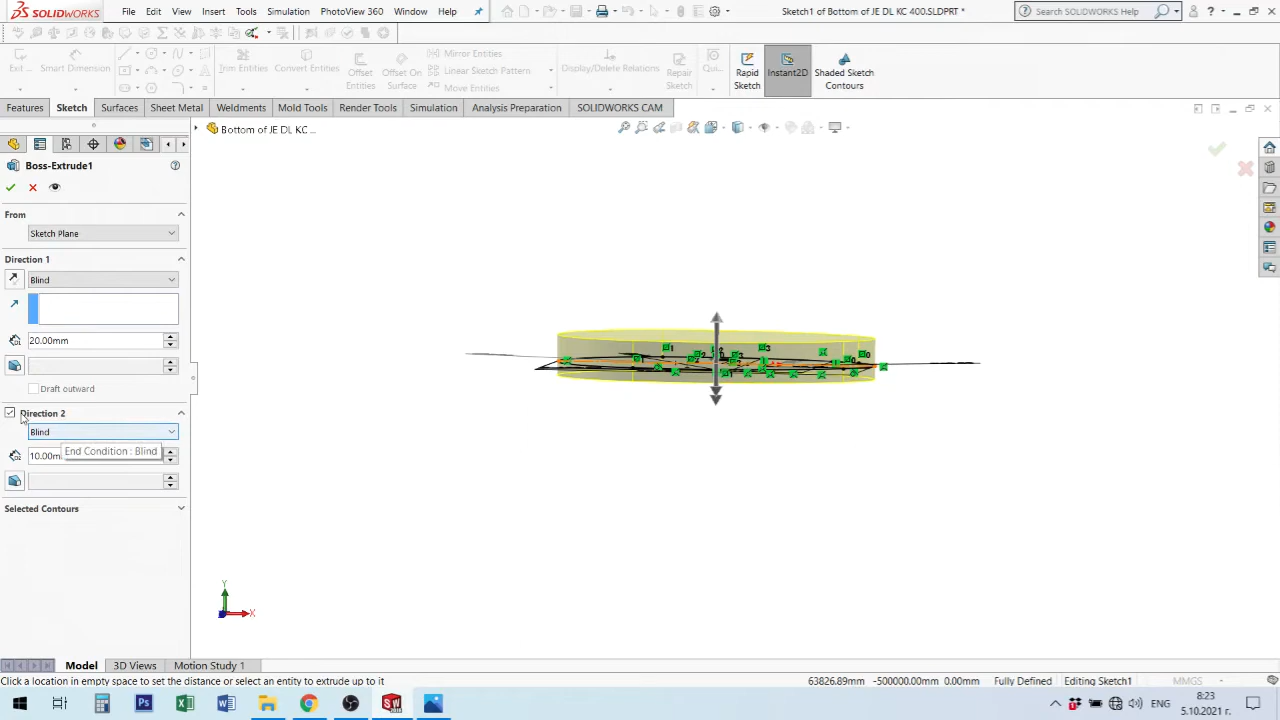 SOLIDWORKS File Edit View Insert Tools Simulation PhotoView 360 Window Help Sketch1 of Bottom of JE DL KC 400.SLDPRT * Search SOLIDWORKS Help
Exit ... Smart Dimension Trim Entities Convert Entities Offset Entities Offset On Surface Mirror Entities Linear Sketch Pattern Move Entities Display/Delete Relations Repair Sketch Qui... Rapid Sketch Instant2D Shaded Sketch Contours
Features Sketch Surfaces Sheet Metal Weldments Mold Tools Render Tools Simulation Analysis Preparation SOLIDWORKS CAM
Bottom of JE DL KC ...
Boss-Extrude1
From
Sketch Plane
Direction 1
Blind
20.00mm
Draft outward
Direction 2
Blind
End Condition : Blind
10.00m
Selected Contours
Y
X
Model 3D Views Motion Study 1
Click a location in empty space to set the distance or select an entity to extrude up to it 63826.89mm -500000.00mm 0.00mm Fully Defined Editing Sketch1 MMGS
ENG 8:23
5.10.2021 г.